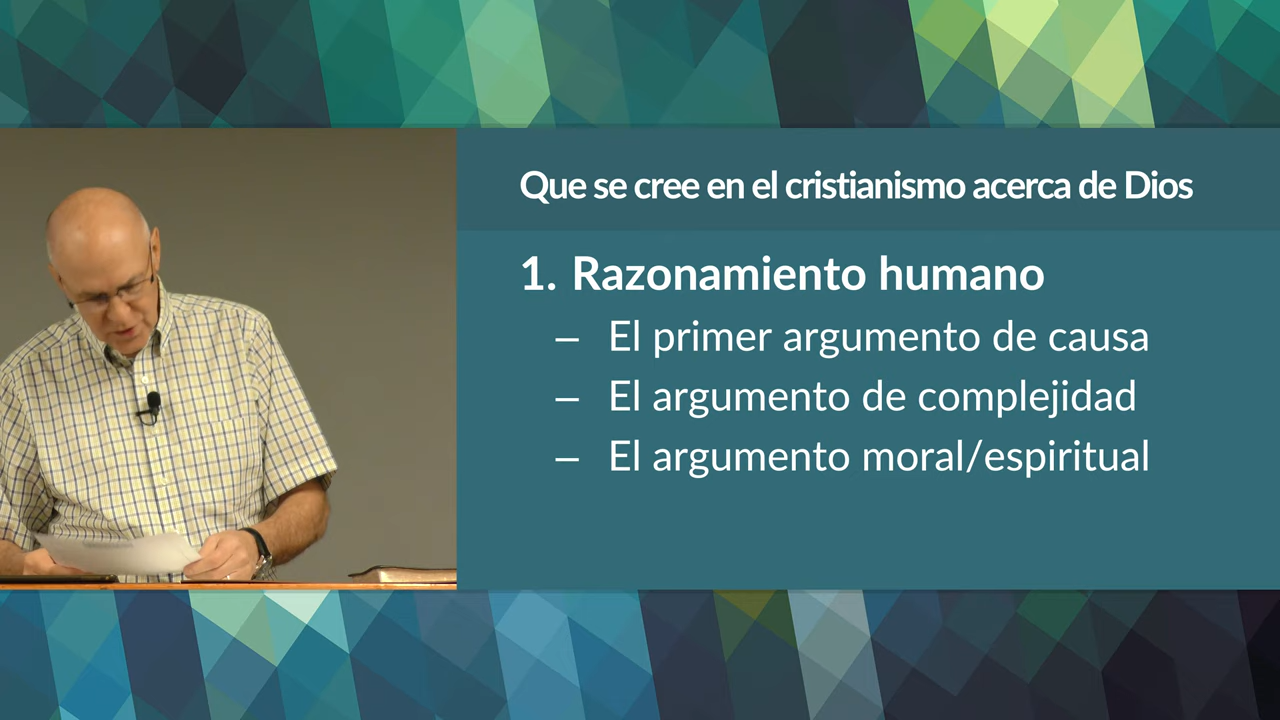 Que se cree en el cristianismo acerca de Dios
1. Razonamiento humano
– El primer argumento de causa
– El argumento de complejidad
– El argumento moral/espiritual